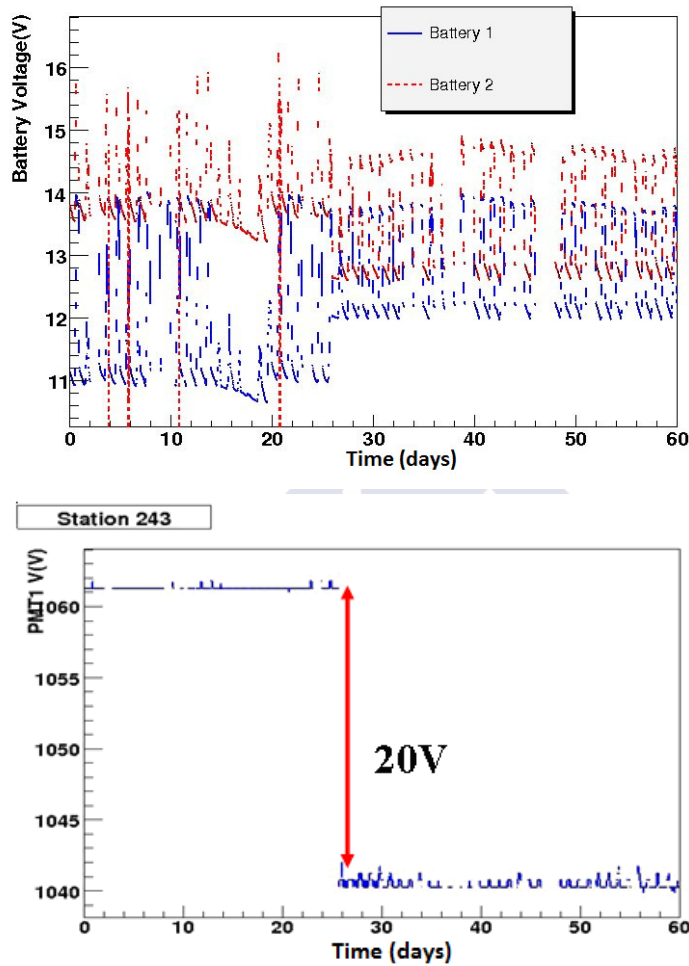 Battery Voltage(V)
Battery 1
Battery 2
16
15
14
13
12
11
0 10 20 30 40 50 60
Time (days)
Station 243
PMT1 V(V)
1060
1055
1050
1045
1040
20V
0 10 20 30 40 50 60
Time (days)